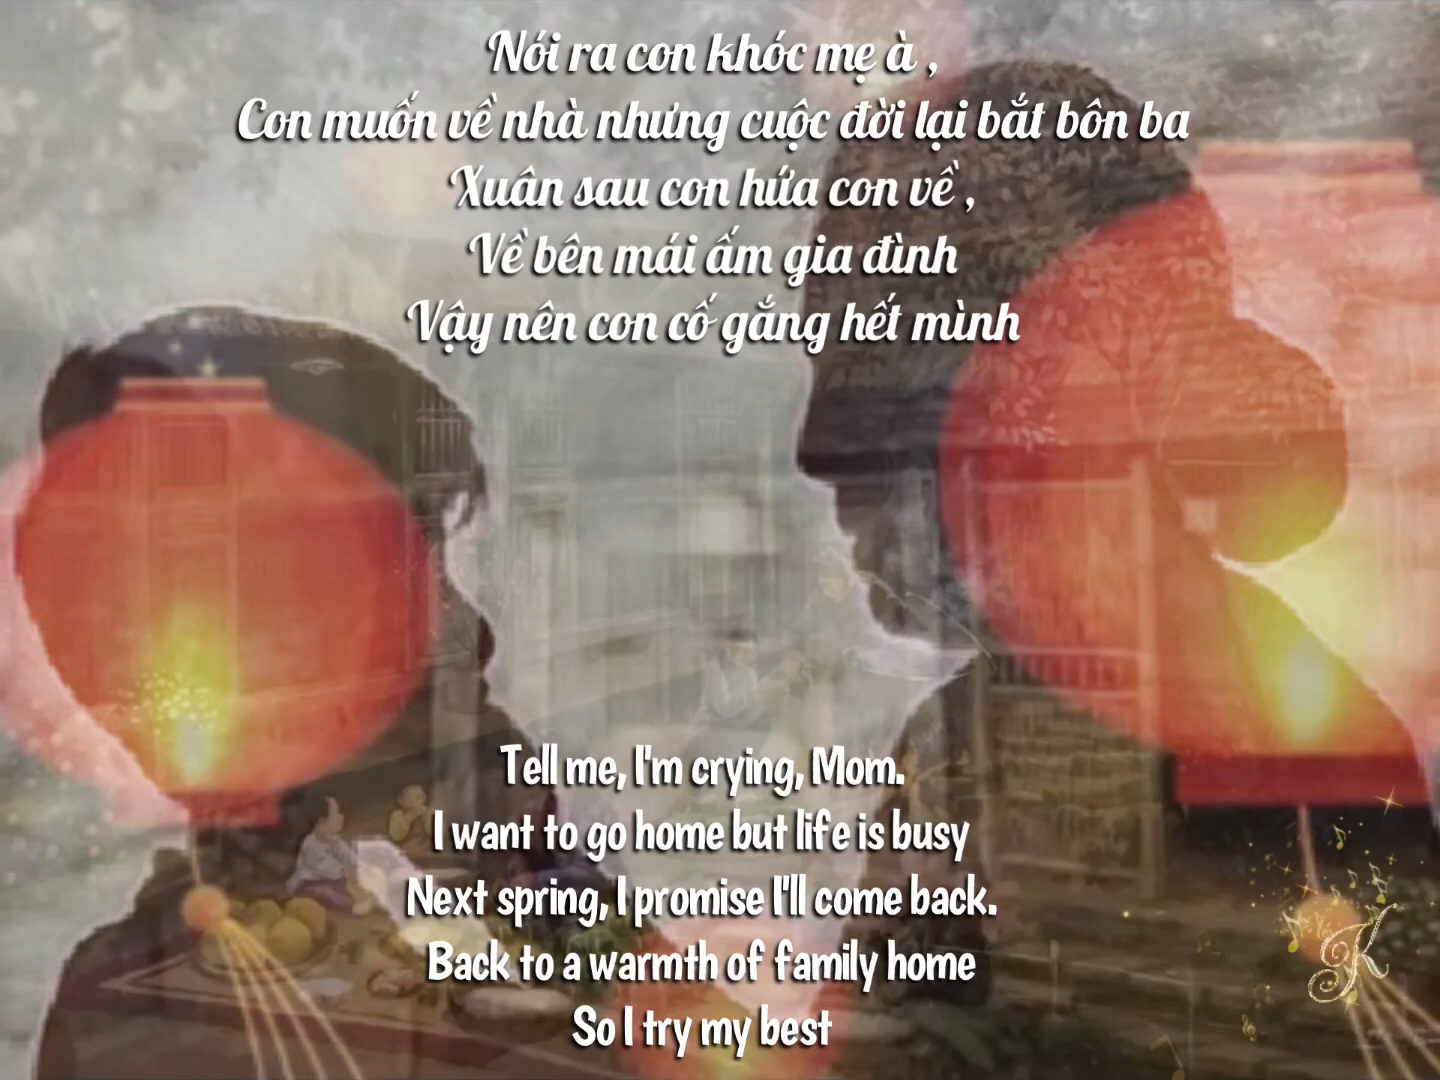 Nói ra con khóc mẹ à ,
Con muốn về nhà nhưng cuộc đời lại bắt bôn ba
Xuân sau con hứa con về ,
Về bên mái ấm gia đình
Vậy nên con cố gắng hết mình
Tell me, I'm crying, Mom.
I want to go home but life is busy
Next spring, I promise I'll come back.
Back to a warmth of family home
So I try my best
K